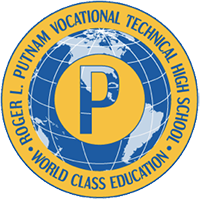 • ROGER L. PUTNAM VOCATIONAL TECHNICAL HIGH SCHOOL •
P
WORLD CLASS EDUCATION